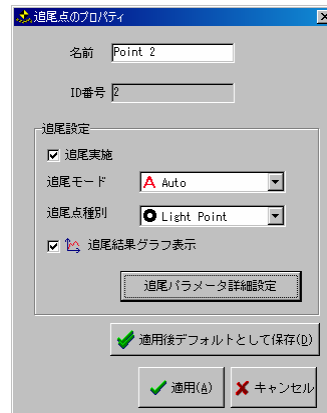 追尾点のプロパティ
名前 Point 2
ID番号 2
追尾設定
追尾実施
追尾モード A Auto
追尾点種別 Light Point
追尾結果グラフ表示
追尾パラメータ詳細設定
適用後デフォルトとして保存(D)
適用(A) キャンセル